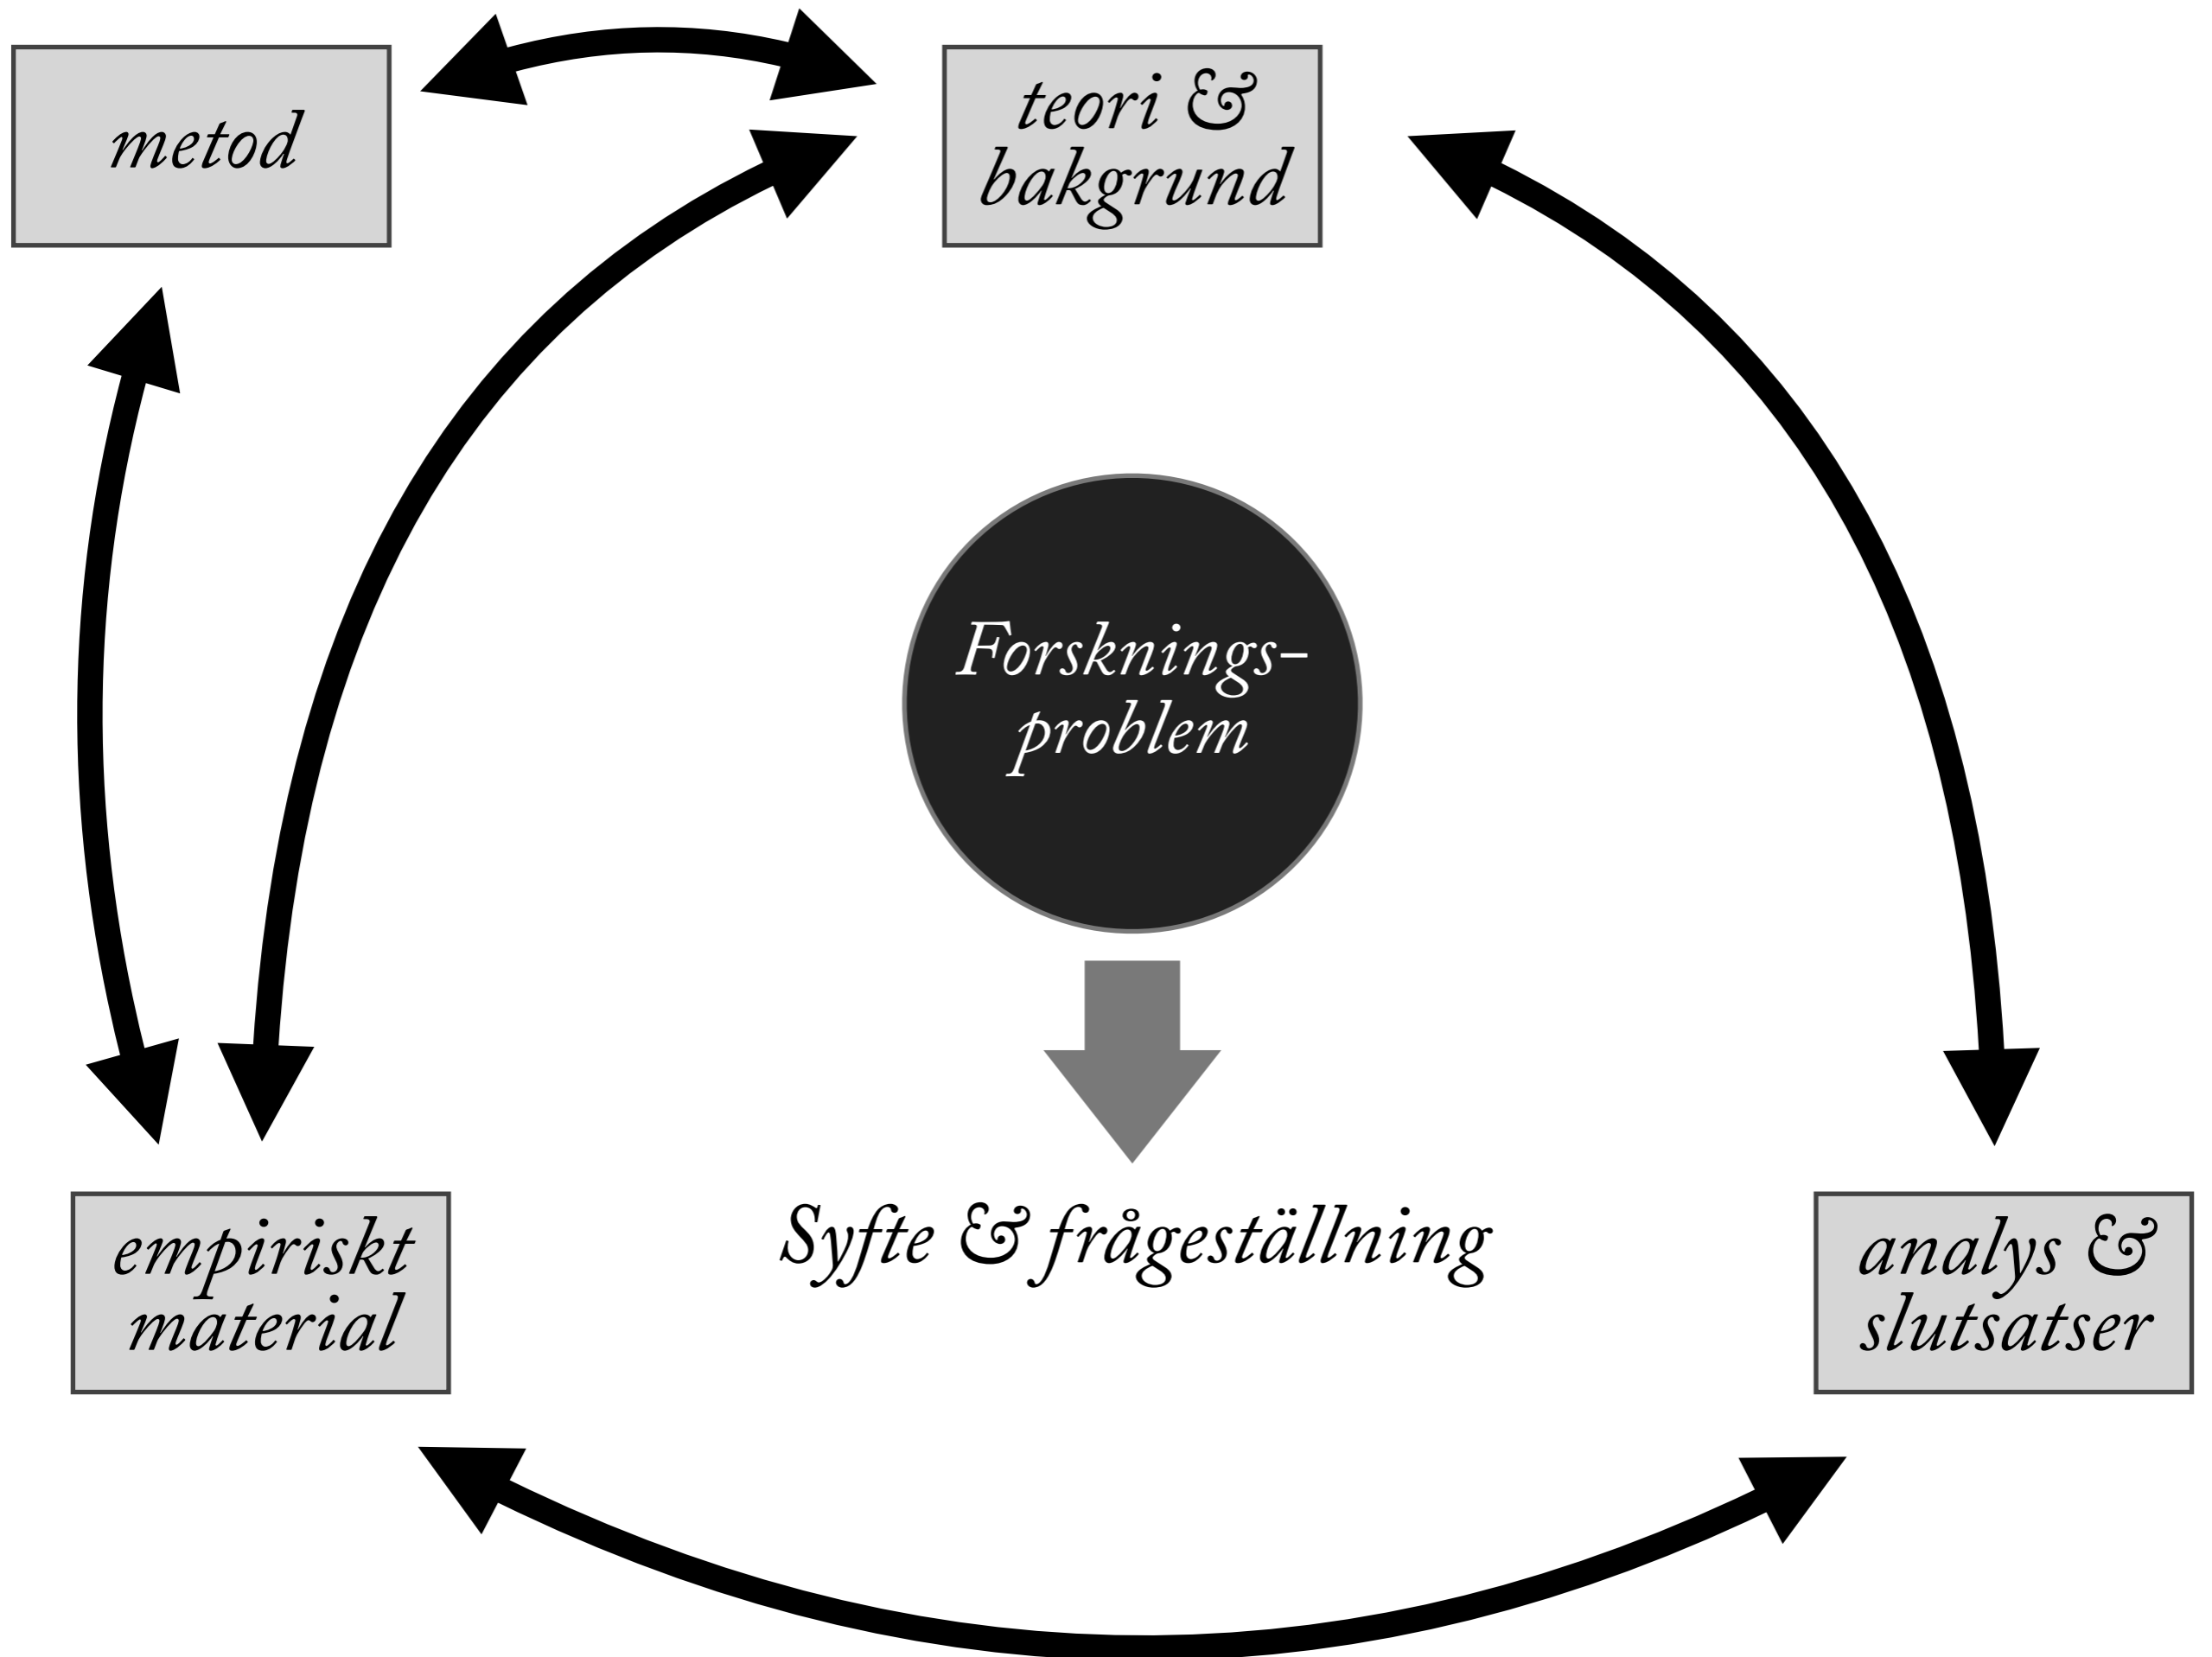 metod
teori &
bakgrund
Forsknings–
problem
Syfte & frågeställning
empiriskt
material
analys &
slutsatser